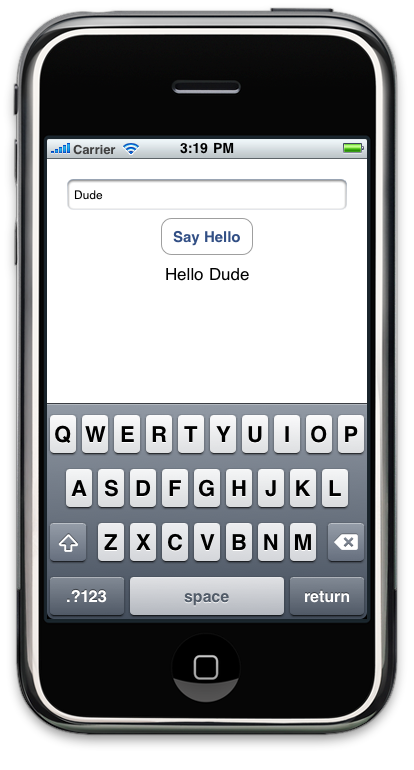 Carrier 3:19 PM
Dude
Say Hello
Hello Dude
Q W E R T Y U I O P
A S D F G H J K L
Z X C V B N M
.?123 space return